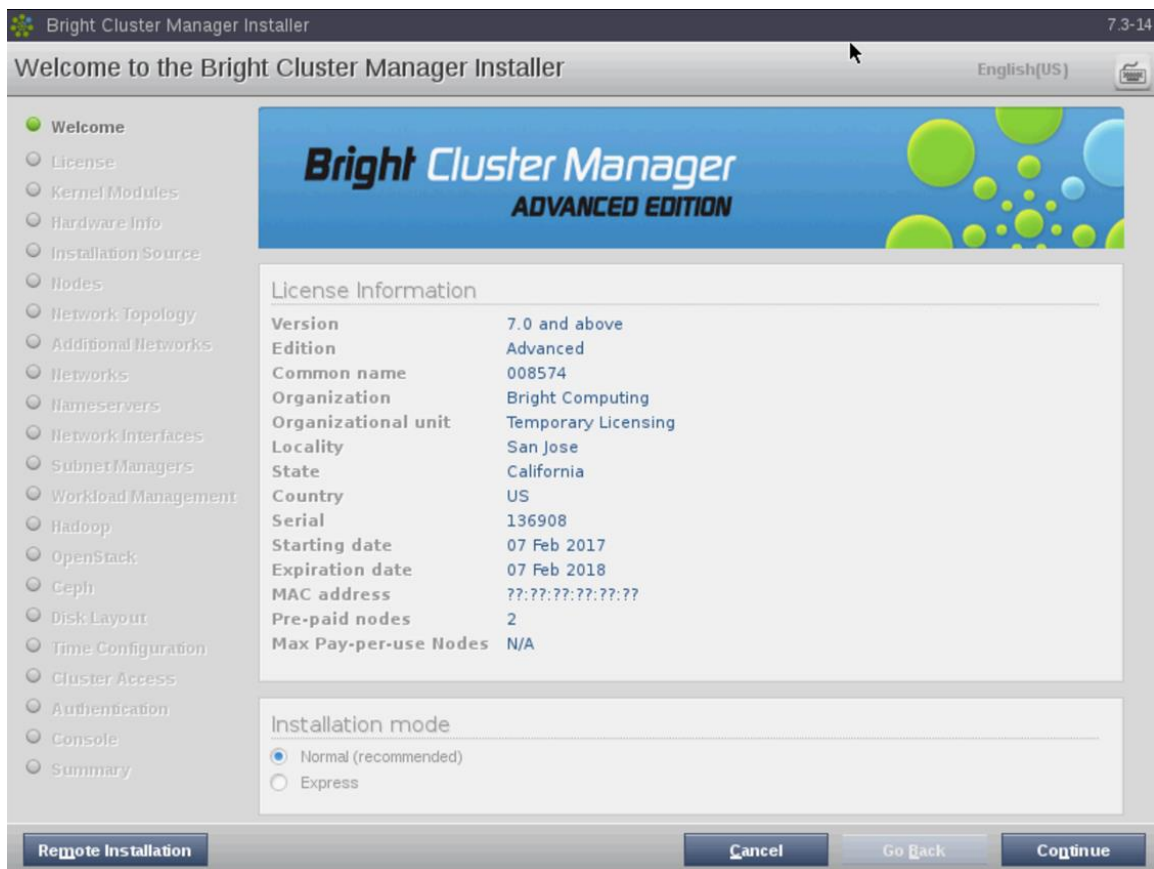 Bright Cluster Manager Installer 7.3-14
Welcome to the Bright Cluster Manager Installer English(US)
Welcome
License
Kernel Modules
Hardware Info
Installation Source
Nodes
Network Topology
Additional Networks
Networks
Nameservers
Network Interfaces
Subnet Managers
Workload Management
Hadoop
OpenStack
Ceph
Disk Layout
Time Configuration
Cluster Access
Authentication
Console
Summary
Bright Cluster Manager
ADVANCED EDITION
License Information
Version 7.0 and above
Edition Advanced
Common name 008574
Organization Bright Computing
Organizational unit Temporary Licensing
Locality San Jose
State California
Country US
Serial 136908
Starting date 07 Feb 2017
Expiration date 07 Feb 2018
MAC address ??:??:??:??:??:??
Pre-paid nodes 2
Max Pay-per-use Nodes N/A
Installation mode
Normal (recommended)
Express
Remote Installation Cancel Go Back Continue